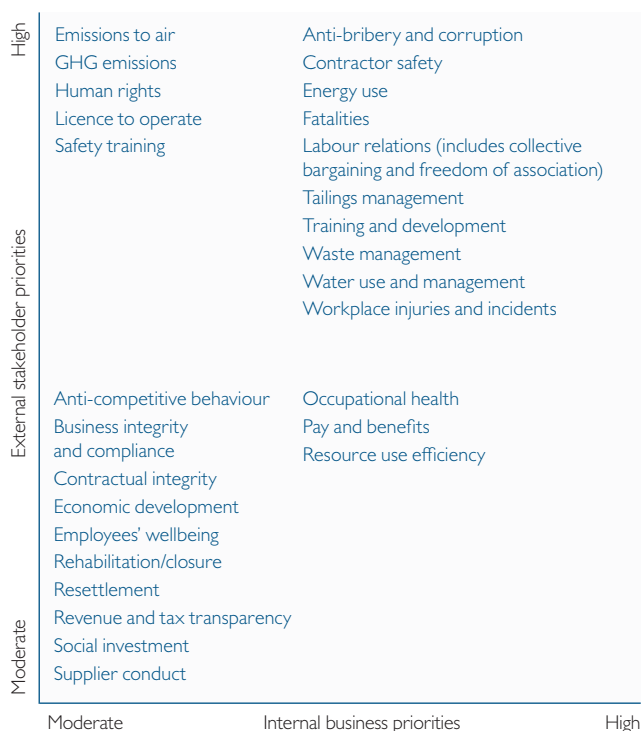 High
External stakeholder priorities
Moderate
Emissions to air
GHG emissions
Human rights
Licence to operate
Safety training
Anti-bribery and corruption
Contractor safety
Energy use
Fatalities
Labour relations (includes collective
bargaining and freedom of association)
Tailings management
Training and development
Waste management
Water use and management
Workplace injuries and incidents
Anti-competitive behaviour
Business integrity
and compliance
Contractual integrity
Economic development
Employees' wellbeing
Rehabilitation/closure
Resettlement
Revenue and tax transparency
Social investment
Supplier conduct
Occupational health
Pay and benefits
Resource use efficiency
Moderate
Internal business priorities
High